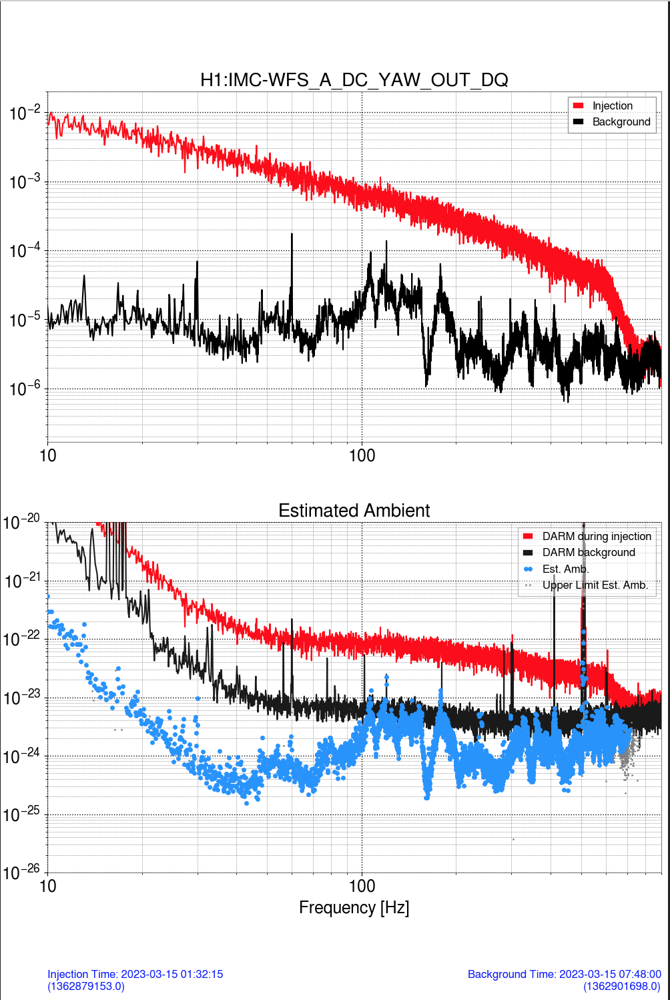 H1:IMC-WFS_A_DC_YAW_OUT_DQ
Injection
Background
10⁻²
10⁻³
10⁻⁴
10⁻⁵
10⁻⁶
10 100
Estimated Ambient
DARM during injection
DARM background
Est. Amb.
Upper Limit Est. Amb.
10⁻²⁰
10⁻²¹
10⁻²²
10⁻²³
10⁻²⁴
10⁻²⁵
10⁻²⁶
10 100
Frequency [Hz]
Injection Time: 2023-03-15 01:32:15
(1362879153.0)
Background Time: 2023-03-15 07:48:00
(1362901698.0)